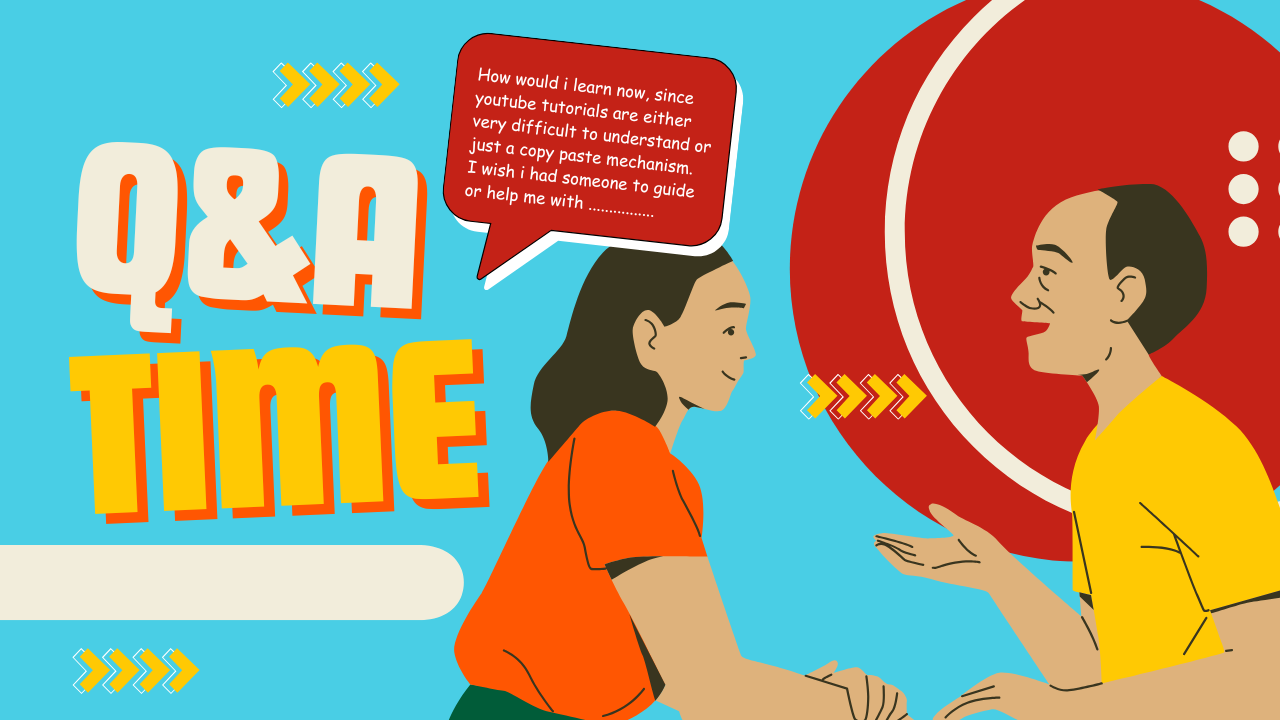 Q&A
TIME
How would i learn now, since
youtube tutorials are either
very difficult to understand or
just a copy paste mechanism.
I wish i had someone to guide
or help me with ...............